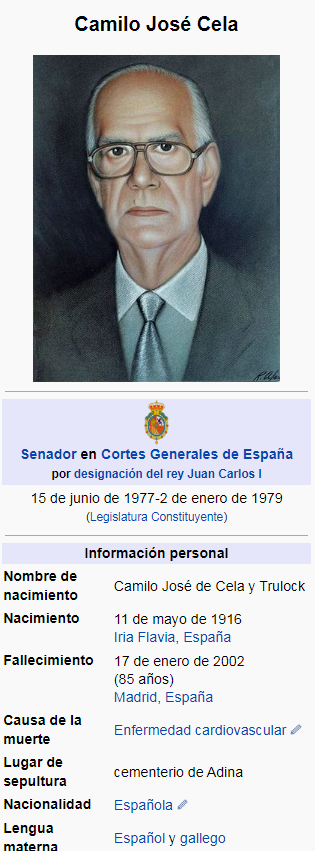 Camilo José Cela
Senador en Cortes Generales de España
por designación del rey Juan Carlos I
15 de junio de 1977-2 de enero de 1979
(Legislatura Constituyente)
Información personal
Nombre de
nacimiento
Camilo José de Cela y Trulock
Nacimiento
11 de mayo de 1916
Iria Flavia, España
Fallecimiento
17 de enero de 2002
(85 años)
Madrid, España
Causa de la
muerte
Enfermedad cardiovascular
Lugar de
sepultura
cementerio de Adina
Nacionalidad
Española
Lengua
materna
Español y gallego